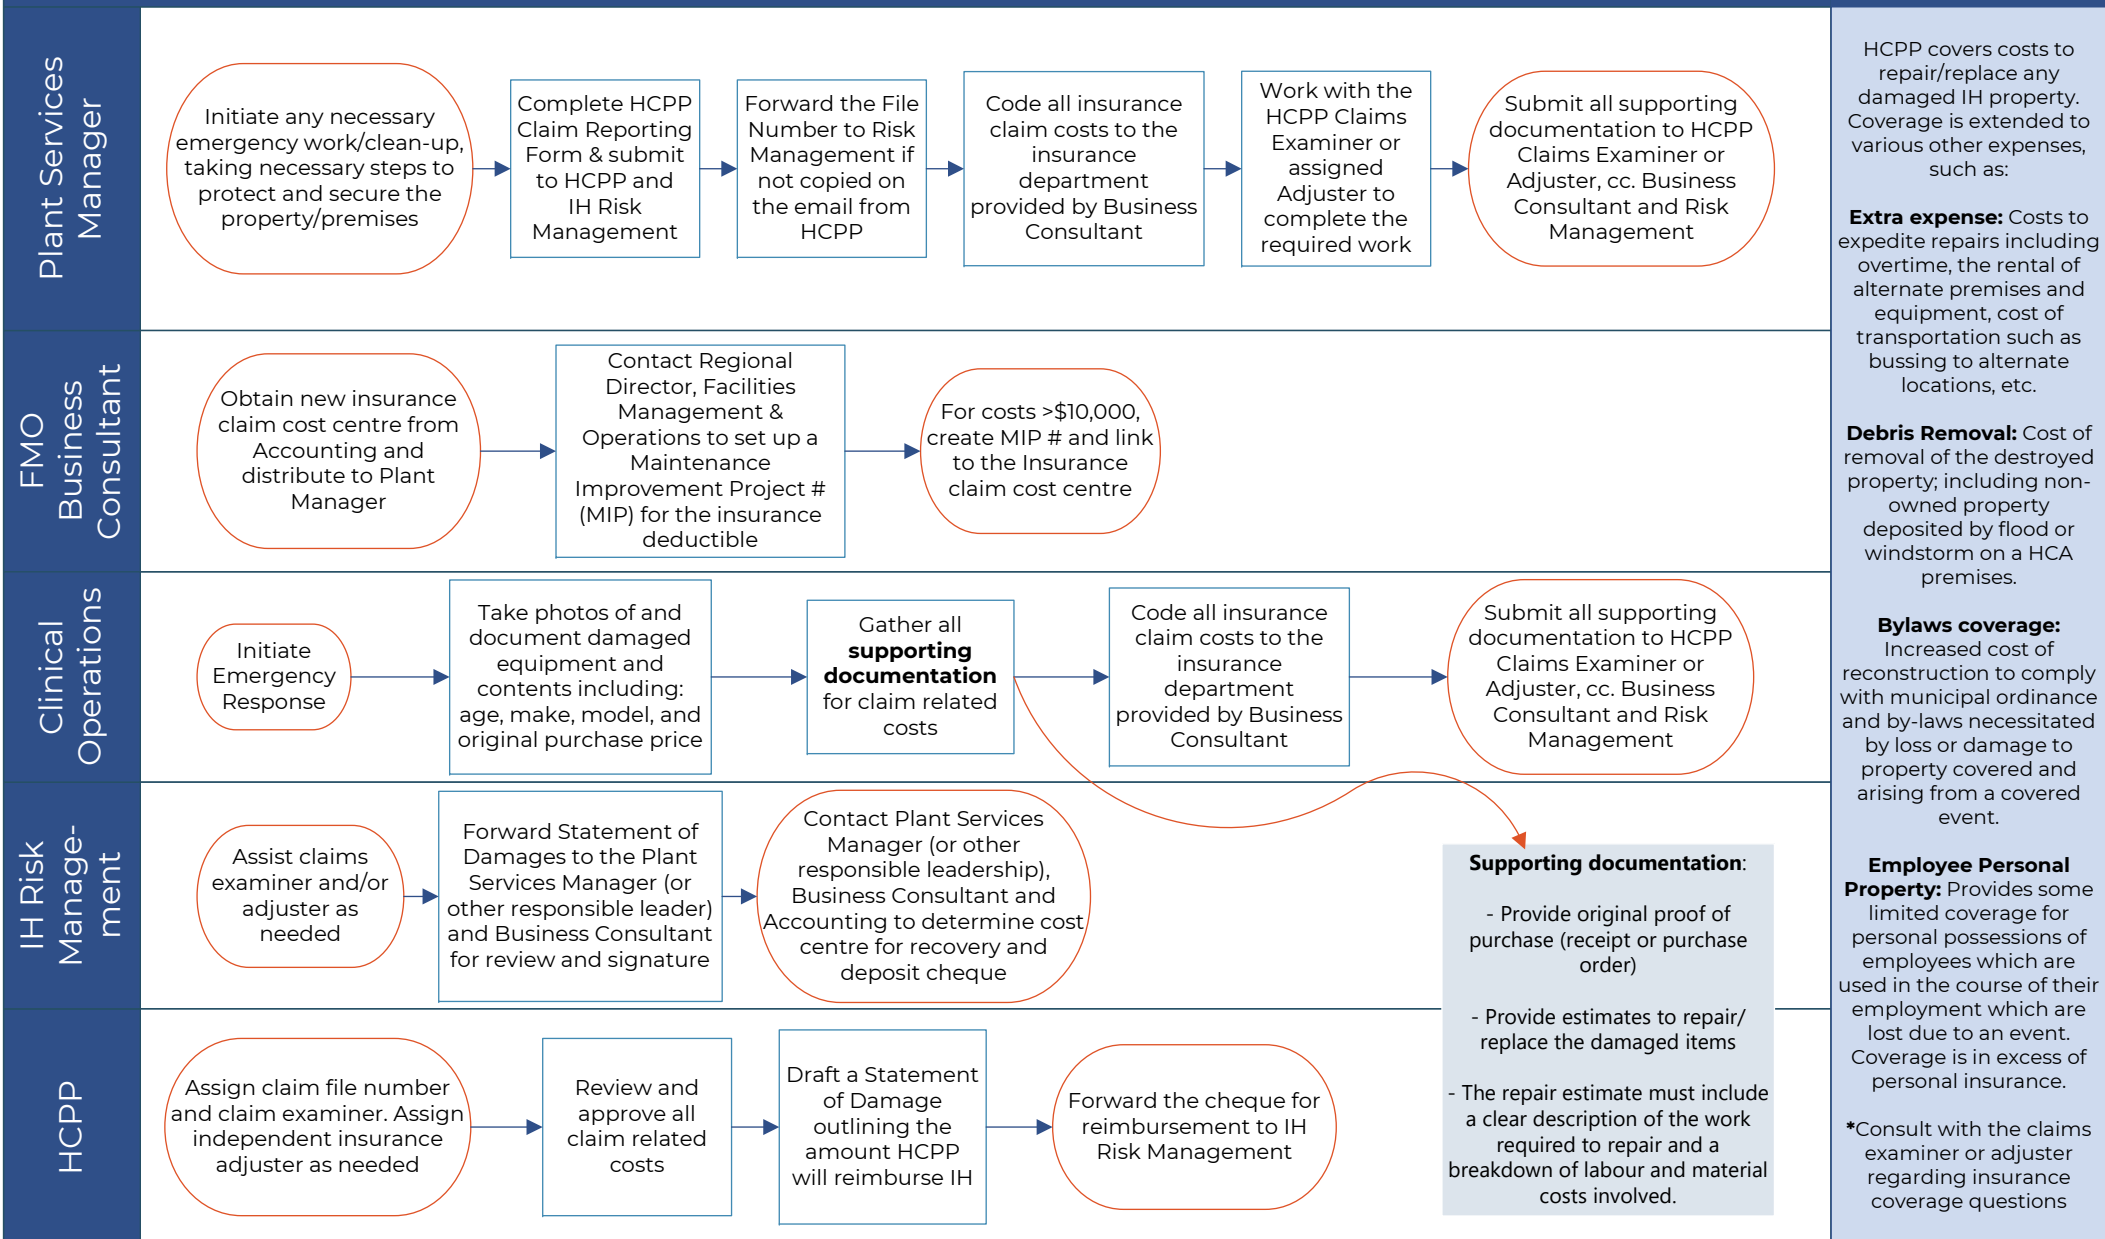 Plant Services
Manager
Initiate any necessary
emergency work/clean-up,
taking necessary steps to
protect and secure the
property/premises
Complete HCPP
Claim Reporting
Form & submit
to HCPP and
IH Risk
Management
Forward the File
Number to Risk
Management if
not copied on
the email from
HCPP
Code all insurance
claim costs to the
insurance
department
provided by Business
Consultant
Work with the
HCPP Claims
Examiner or
assigned
Adjuster to
complete the
required work
Submit all supporting
documentation to HCPP
Claims Examiner or
Adjuster, cc. Business
Consultant and Risk
Management
FMO
Business
Consultant
Obtain new insurance
claim cost centre from
Accounting and
distribute to Plant
Manager
Contact Regional
Director, Facilities
Management &
Operations to set up a
Maintenance
Improvement Project #
(MIP) for the insurance
deductible
For costs >$10,000,
create MIP # and link
to the Insurance
claim cost centre
Clinical
Operations
Initiate
Emergency
Response
Take photos of and
document damaged
equipment and
contents including:
age, make, model, and
original purchase price
Gather all
supporting
documentation
for claim related
costs
Code all insurance
claim costs to the
insurance
department
provided by Business
Consultant
Submit all supporting
documentation to HCPP
Claims Examiner or
Adjuster, cc. Business
Consultant and Risk
Management
IH Risk
Manage-
ment
Assist claims
examiner and/or
adjuster as
needed
Forward Statement of
Damages to the Plant
Services Manager (or
other responsible leader)
and Business Consultant
for review and signature
Contact Plant Services
Manager (or other
responsible leadership),
Business Consultant and
Accounting to determine cost
centre for recovery and
deposit cheque
HCPP
Assign claim file number
and claim examiner. Assign
independent insurance
adjuster as needed
Review and
approve all
claim related
costs
Draft a Statement
of Damage
outlining the
amount HCPP
will reimburse IH
Forward the cheque for
reimbursement to IH
Risk Management
Supporting documentation:
- Provide original proof of
purchase (receipt or purchase
order)
- Provide estimates to repair/
replace the damaged items
- The repair estimate must include
a clear description of the work
required to repair and a
breakdown of labour and material
costs involved.
HCPP covers costs to
repair/replace any
damaged IH property.
Coverage is extended to
various other expenses,
such as:
Extra expense: Costs to
expedite repairs including
overtime, the rental of
alternate premises and
equipment, cost of
transportation such as
bussing to alternate
locations, etc.
Debris Removal: Cost of
removal of the destroyed
property; including non-
owned property
deposited by flood or
windstorm on a HCA
premises.
Bylaws coverage:
Increased cost of
reconstruction to comply
with municipal ordinance
and by-laws necessitated
by loss or damage to
property covered and
arising from a covered
event.
Employee Personal
Property: Provides some
limited coverage for
personal possessions of
employees which are
used in the course of their
employment which are
lost due to an event.
Coverage is in excess of
personal insurance.
*Consult with the claims
examiner or adjuster
regarding insurance
coverage questions